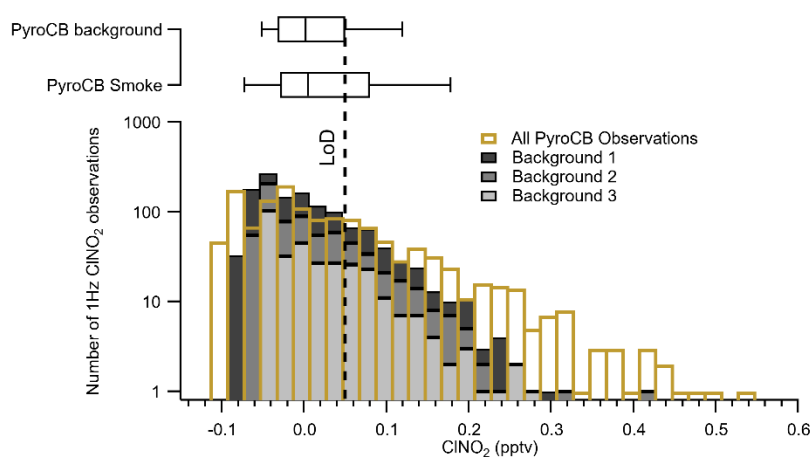 PyroCB background
PyroCB Smoke
LoD
1000
100
10
1
Number of 1Hz ClNO₂ observations
All PyroCB Observations
Background 1
Background 2
Background 3
-0.1 0.0 0.1 0.2 0.3 0.4 0.5 0.6
ClNO₂ (pptv)